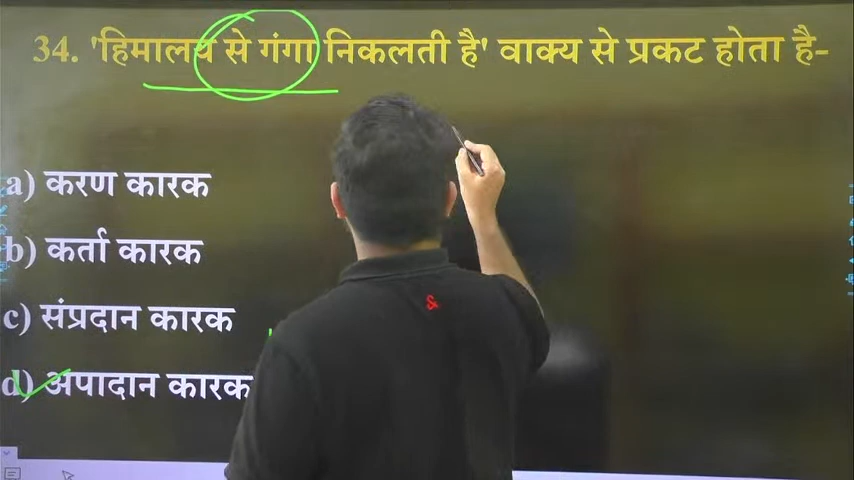 34. 'हिमालय से गंगा निकलती है' वाक्य से प्रकट होता है-
a) करण कारक
b) कर्ता कारक
c) संप्रदान कारक
d) अपादान कारक
&